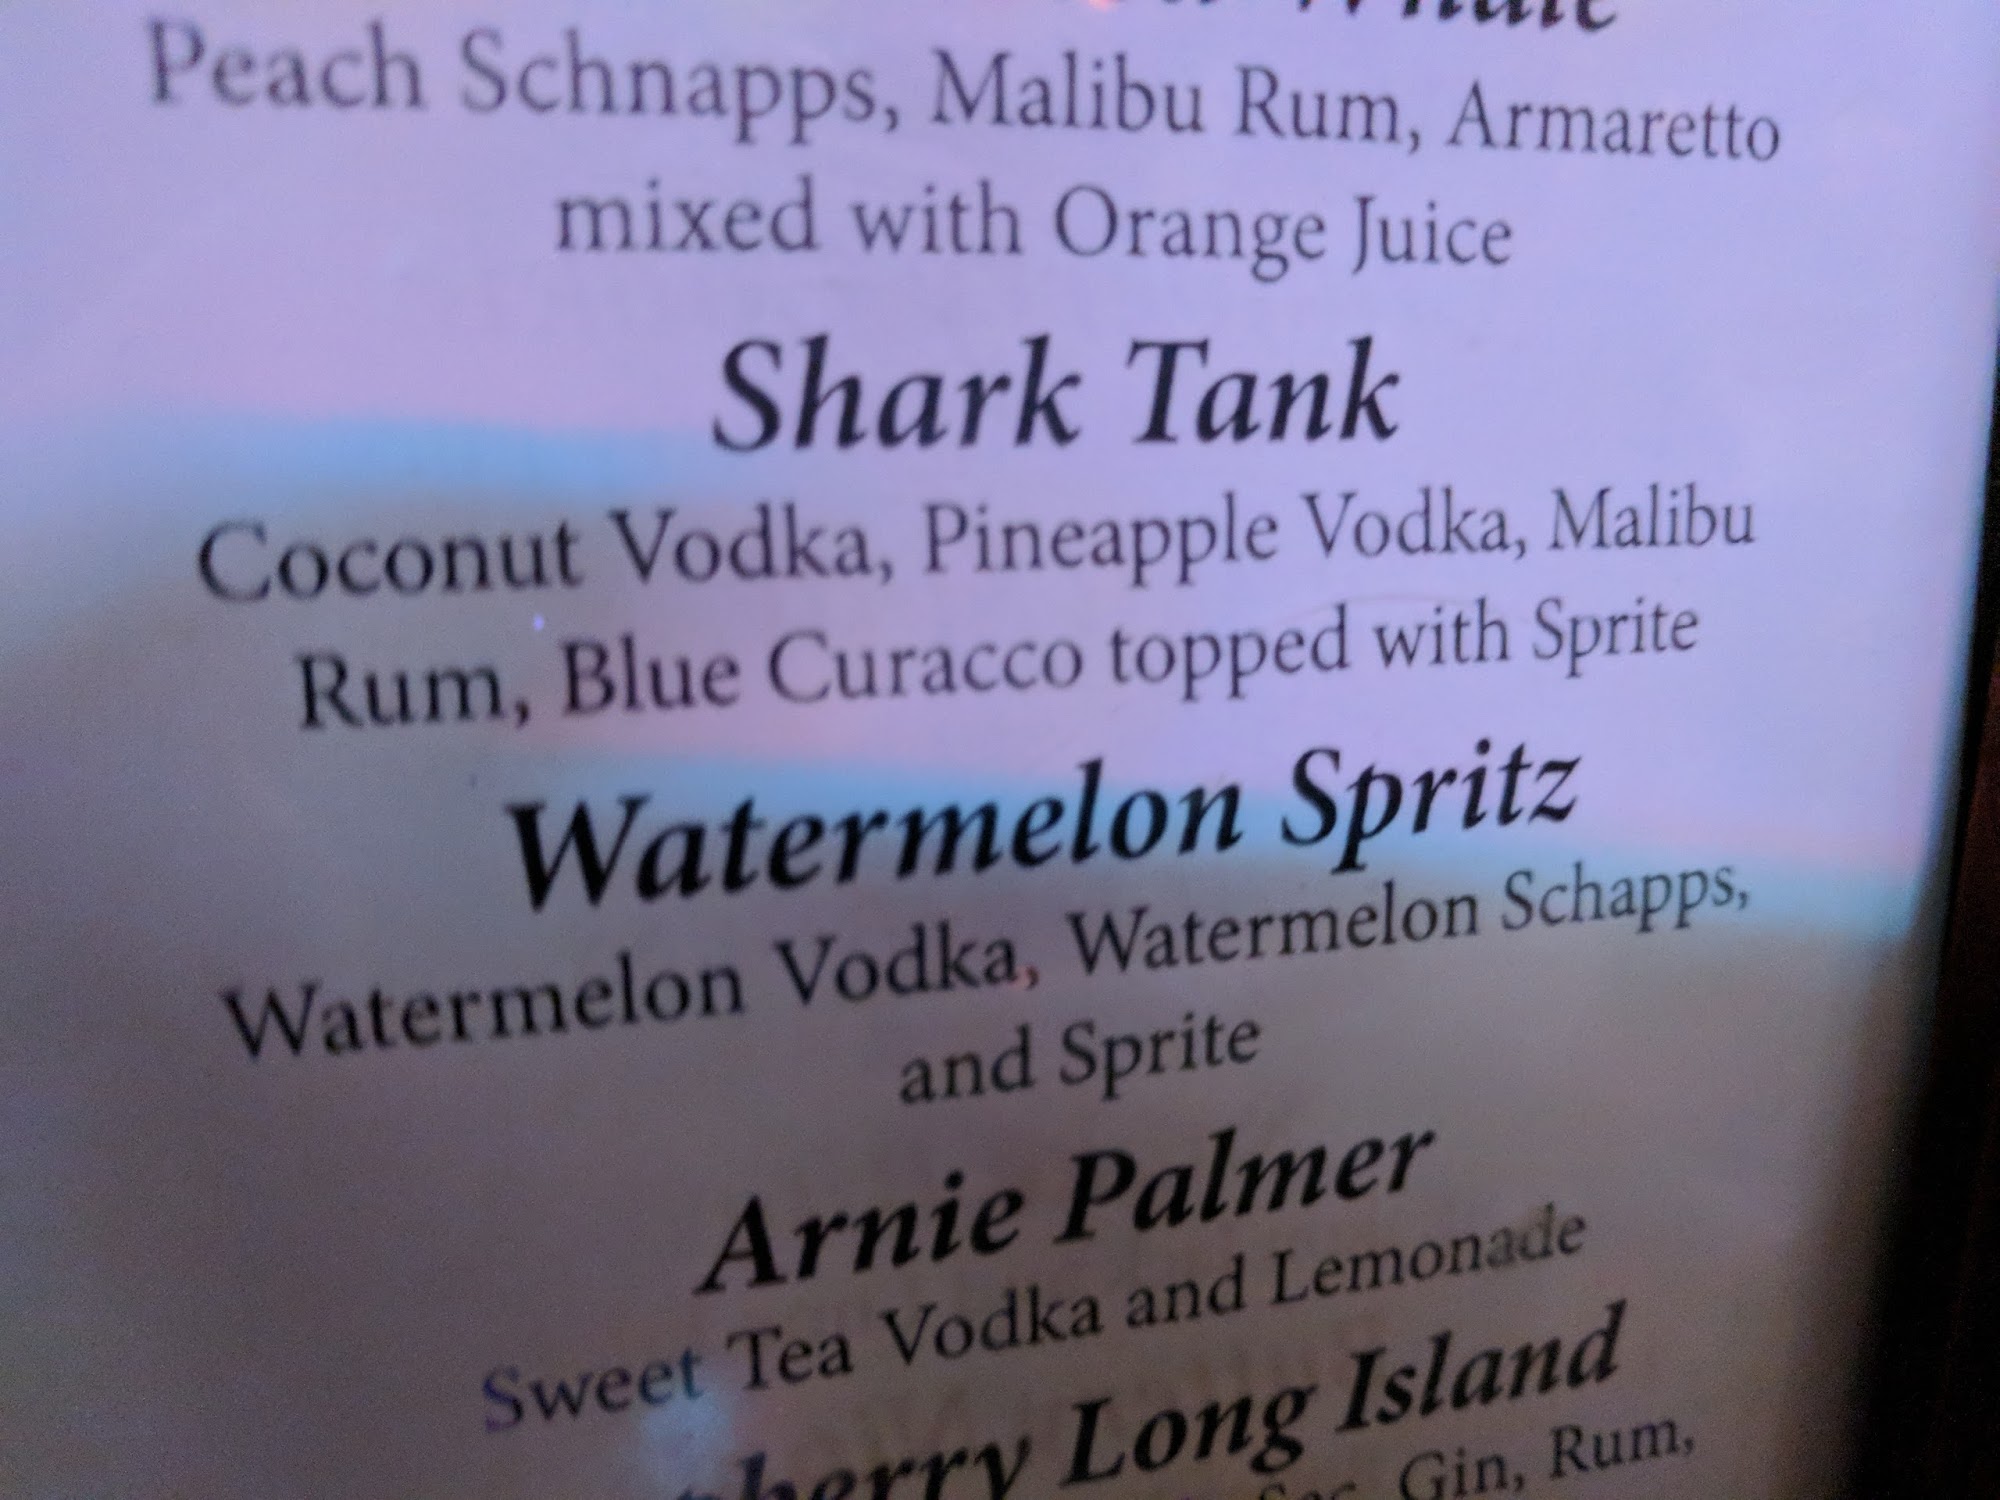 Whale
Peach Schnapps, Malibu Rum, Armaretto
mixed with Orange Juice
Shark Tank
Coconut Vodka, Pineapple Vodka, Malibu
Rum, Blue Curacco topped with Sprite
Watermelon Spritz
Watermelon Vodka, Watermelon Schapps,
and Sprite
Arnie Palmer
Sweet Tea Vodka and Lemonade
Long Island
Gin, Rum,